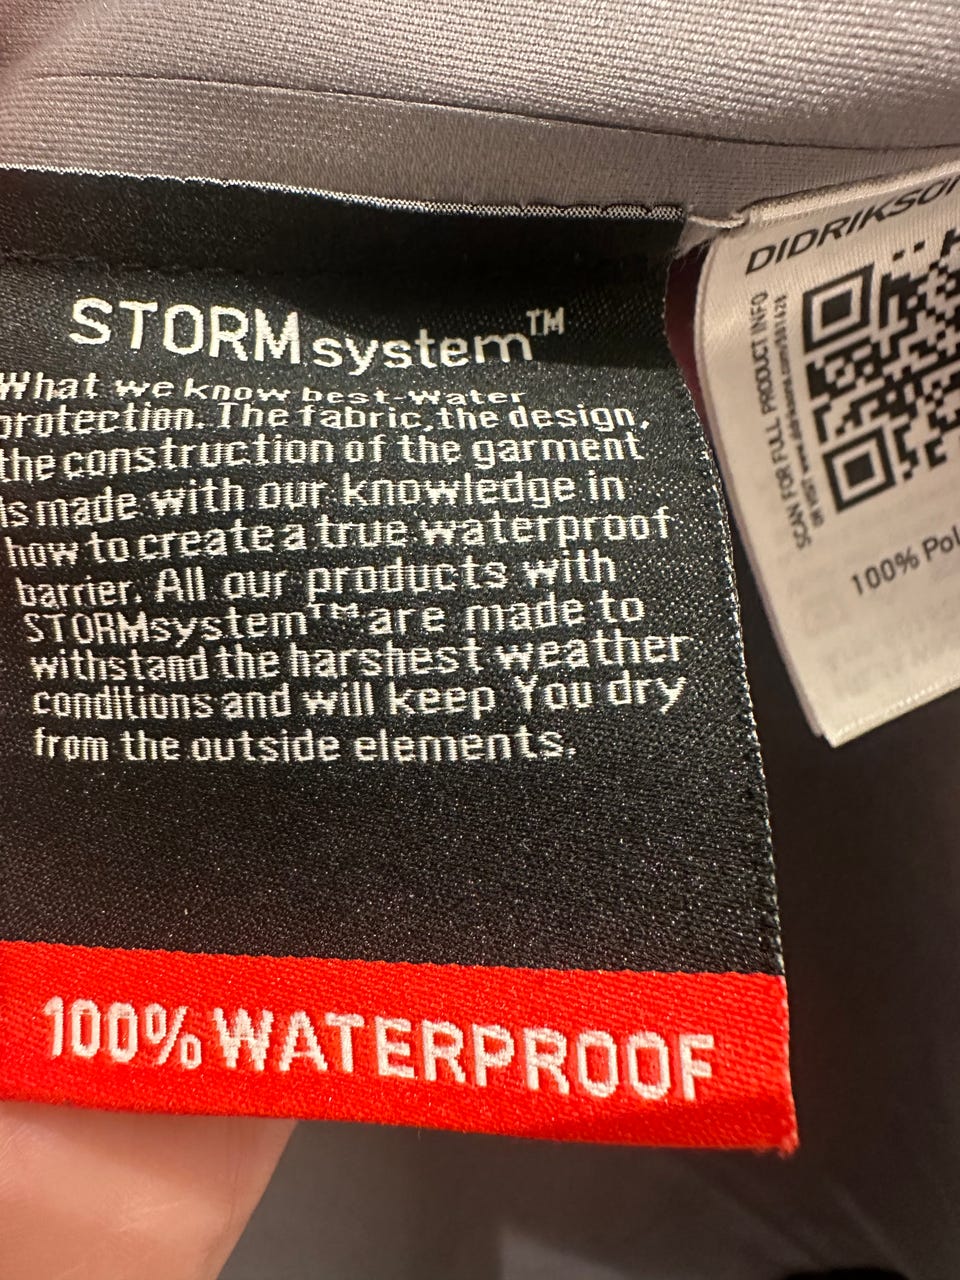 STORMsystem™
What we know best-Water
protection. The fabric, the design,
the construction of the garment
is made with our knowledge in
how to create a true waterproof
barrier. All our products with
STORMsystem™ are made to
withstand the harshest weather
conditions and will keep You dry
from the outside elements.
100% WATERPROOF
DIDRIKSON
SCAN FOR FULL PRODUCT INFO
OR VISIT
100% Pol